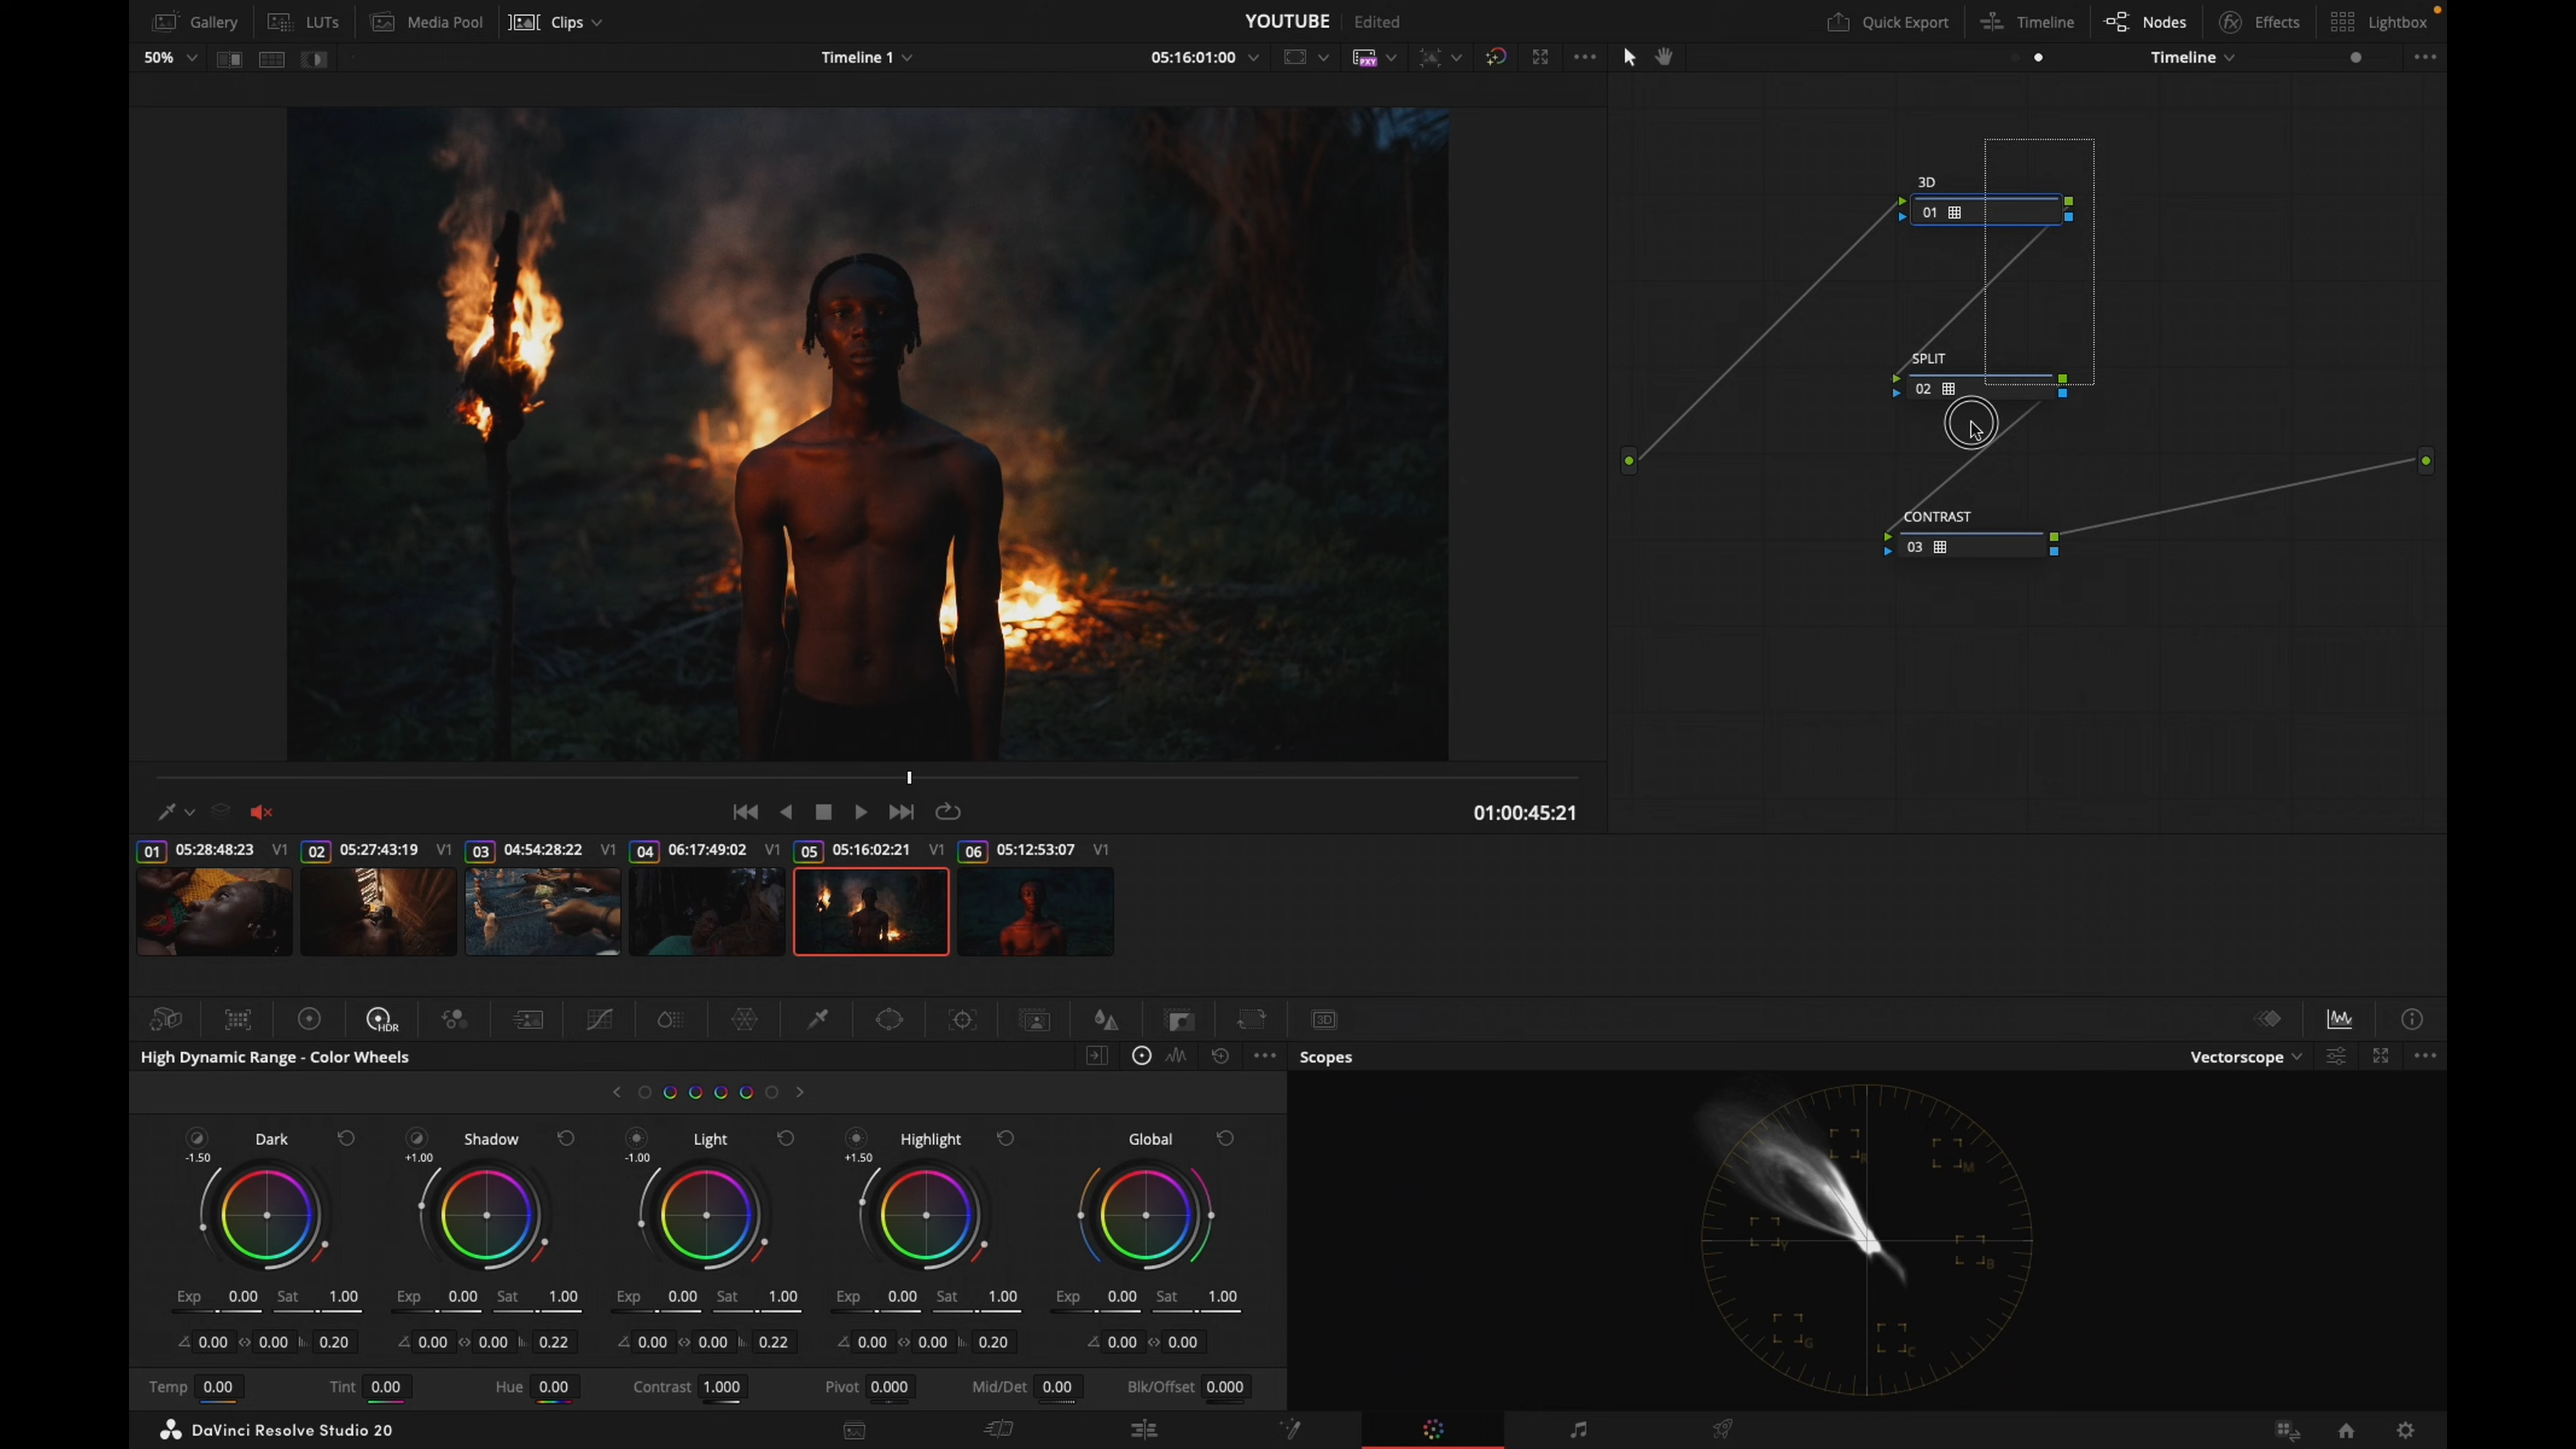 Gallery LUTs Media Pool Clips YOUTUBE Edited Quick Export Timeline Nodes Effects Lightbox
50% Timeline 1 05:16:01:00 PXY Timeline
3D
01
SPLIT
02
CONTRAST
03
01:00:45:21
01 05:28:48:23 V1 02 05:27:43:19 V1 03 04:54:28:22 V1 04 06:17:49:02 V1 05 05:16:02:21 V1 06 05:12:53:07 V1
HDR 3D
High Dynamic Range - Color Wheels Scopes Vectorscope
Dark Shadow Light Highlight Global
-1.50 +1.00 -1.00 +1.50
R M
Y B
G C
Exp 0.00 Sat 1.00 Exp 0.00 Sat 1.00 Exp 0.00 Sat 1.00 Exp 0.00 Sat 1.00 Exp 0.00 Sat 1.00
0.00 0.00 0.20 0.00 0.00 0.22 0.00 0.00 0.22 0.00 0.00 0.20 0.00 0.00
Temp 0.00 Tint 0.00 Hue 0.00 Contrast 1.000 Pivot 0.000 Mid/Det 0.00 Blk/Offset 0.000
DaVinci Resolve Studio 20